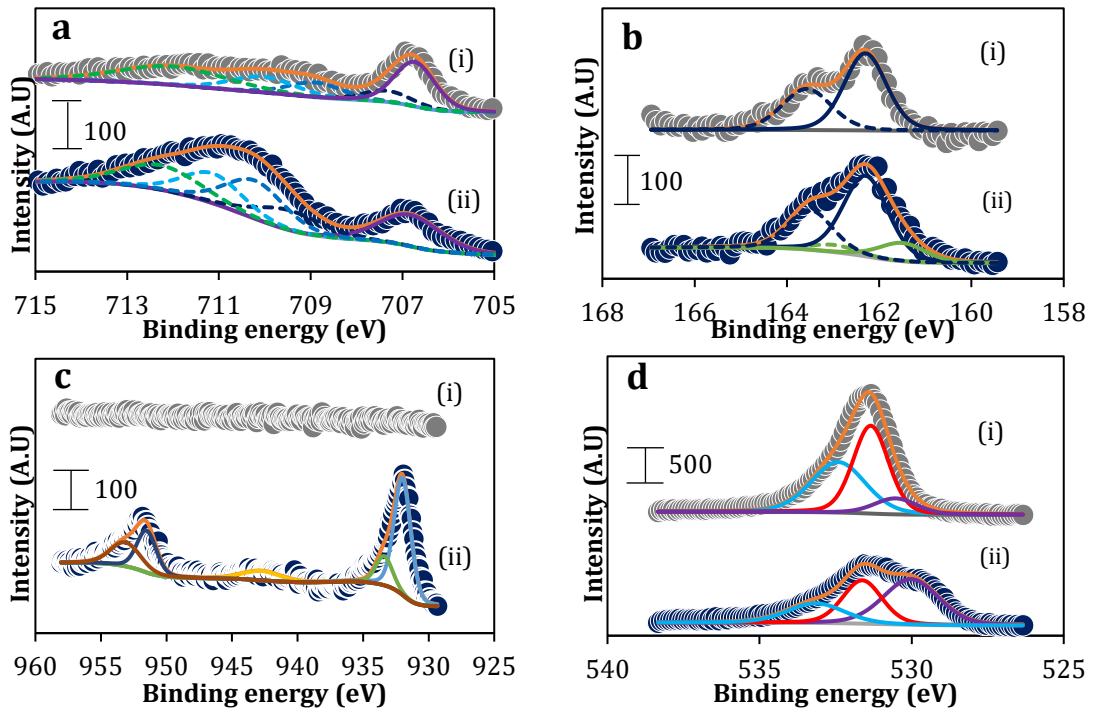 a
(i)
100
(ii)
Intensity (A.U)
715 713 711 709 707 705
Binding energy (eV)
b
(i)
100
(ii)
Intensity (A.U)
168 166 164 162 160 158
Binding energy (eV)
c
(i)
100
(ii)
Intensity (A.U)
960 955 950 945 940 935 930 925
Binding energy (eV)
d
(i)
500
(ii)
Intensity (A.U)
540 535 530 525
Binding energy (eV)